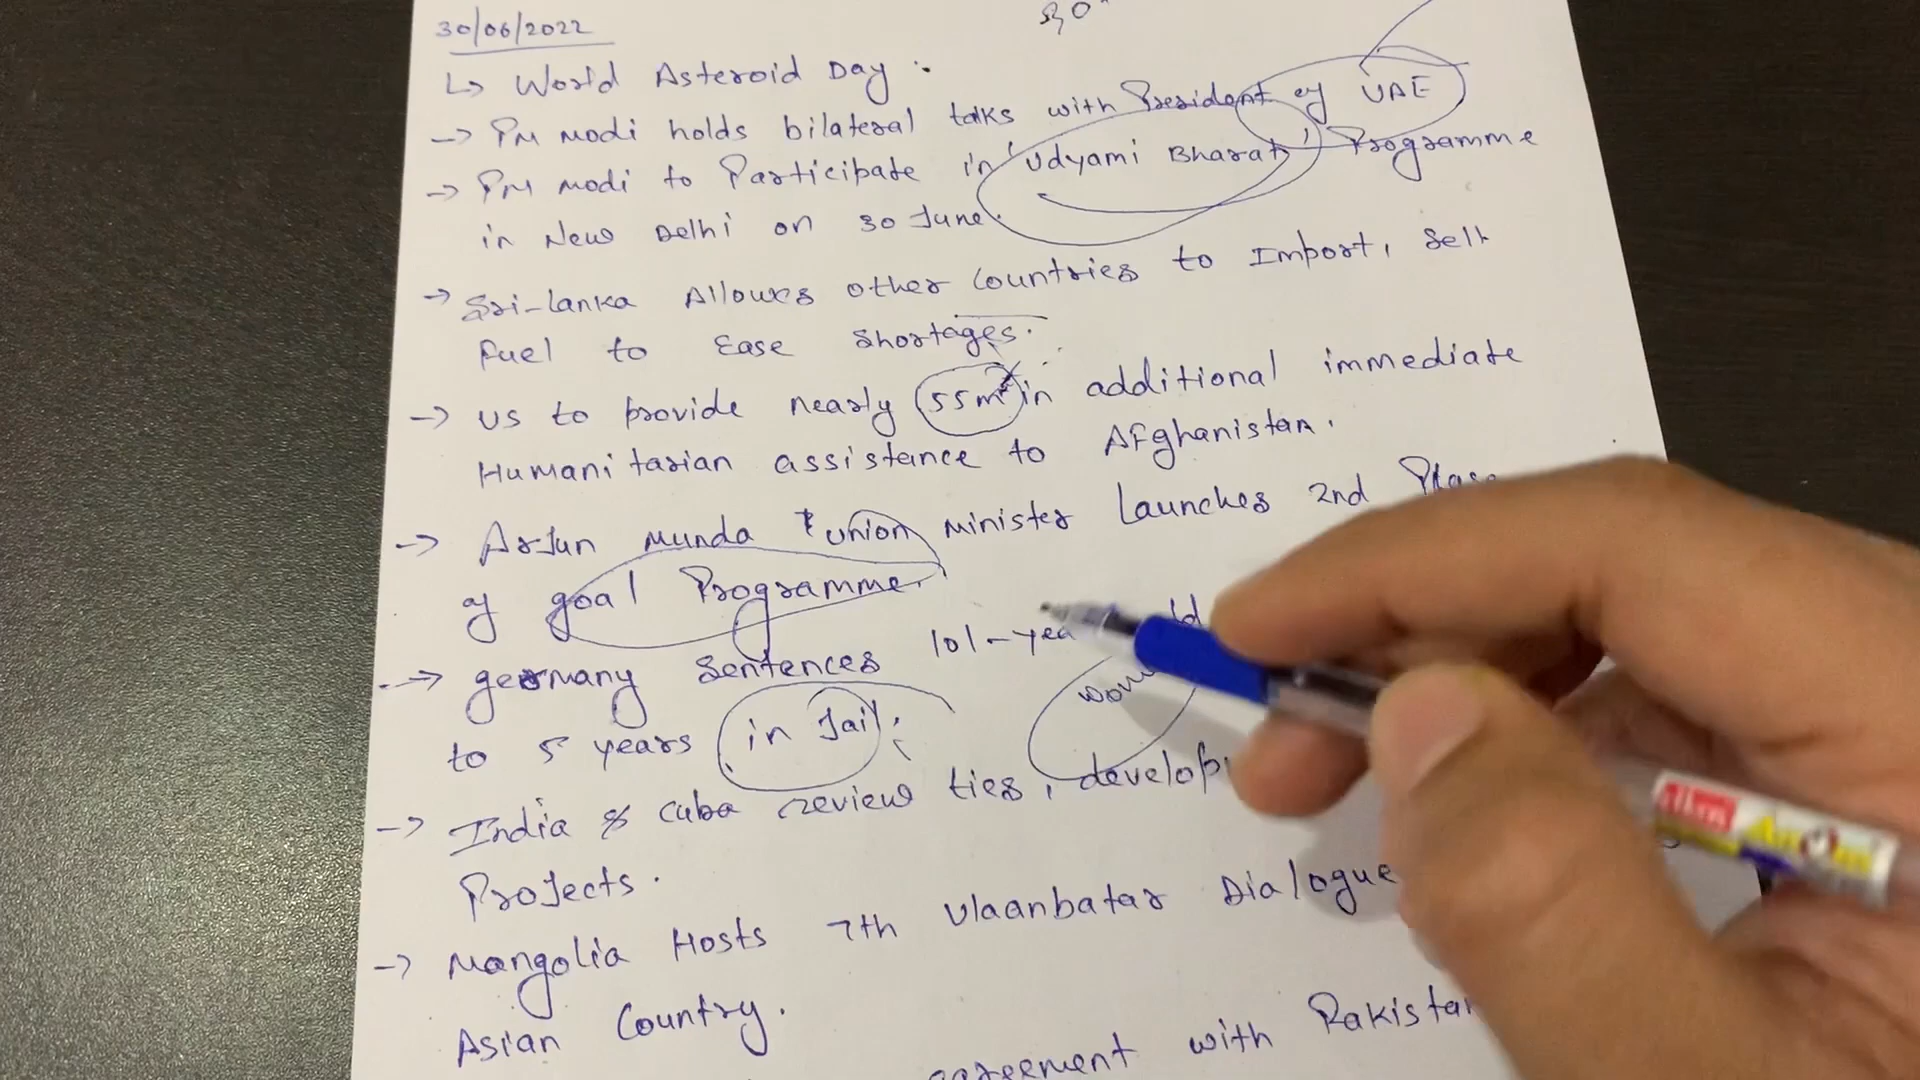 30/06/2022
↳ World Asteroid Day :
→ PM Modi holds bilateral talks with President of UAE
→ PM Modi to Participate in 'Udyami Bharat' Programme
in New Delhi on 30 June.
→ Sri-lanka Allowes other countries to Import, Sell
fuel to Ease shortages.
→ US to provide nearly 55m$ in additional immediate
Humanitarian assistance to Afghanistan.
→ Arjun Munda union minister Launches 2nd Phase
of goal Programme.
→ germany Sentences 101-year
to 5 years in Jail.
→ India & Cuba review ties,
Projects.
→ Mangolia Hosts 7th Ulaanbatar Dialogue
Asian Country.
agreement with Pakistan